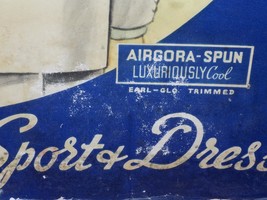 AIRGORA-SPUN
LUXURIOUSLY Cool
EARL-GLO TRIMMED
Sport & Dress